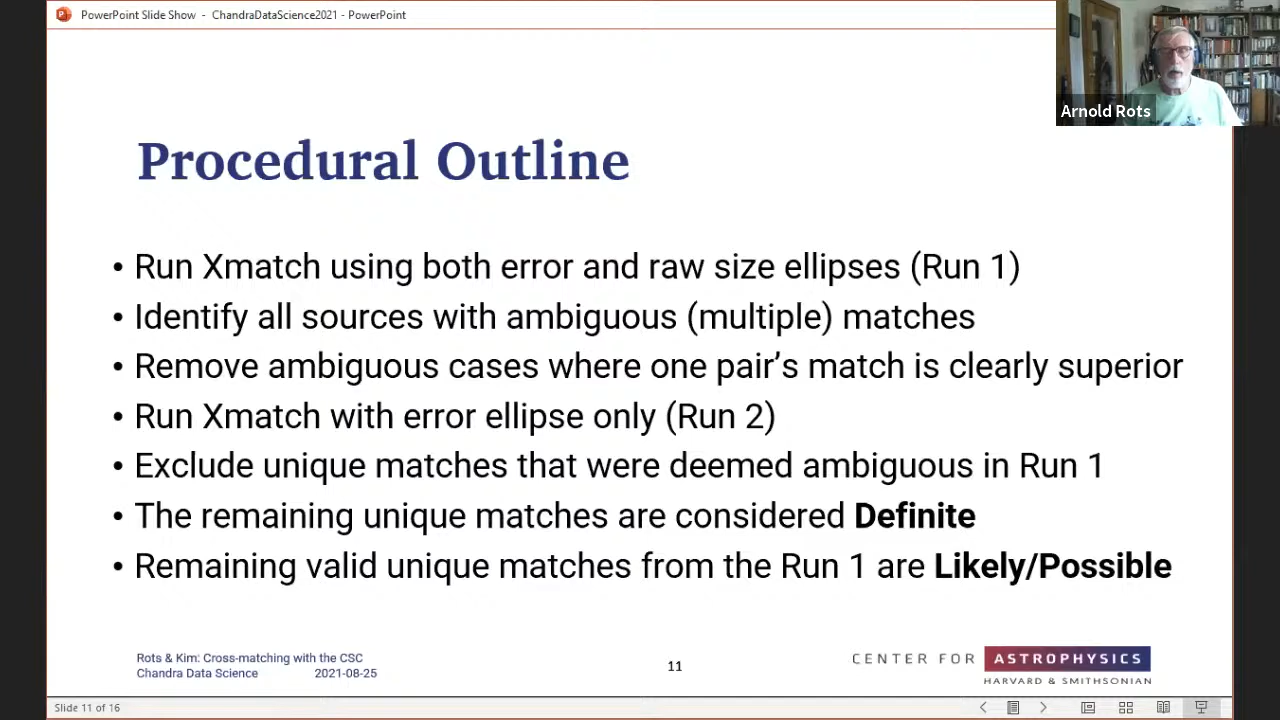 PowerPoint Slide Show - ChandraDataScience2021 - PowerPoint
Arnold Rots
Procedural Outline
• Run Xmatch using both error and raw size ellipses (Run 1)
• Identify all sources with ambiguous (multiple) matches
• Remove ambiguous cases where one pair’s match is clearly superior
• Run Xmatch with error ellipse only (Run 2)
• Exclude unique matches that were deemed ambiguous in Run 1
• The remaining unique matches are considered Definite
• Remaining valid unique matches from the Run 1 are Likely/Possible
Rots & Kim: Cross-matching with the CSC
Chandra Data Science 2021-08-25
11
CENTER FOR ASTROPHYSICS
HARVARD & SMITHSONIAN
Slide 11 of 16